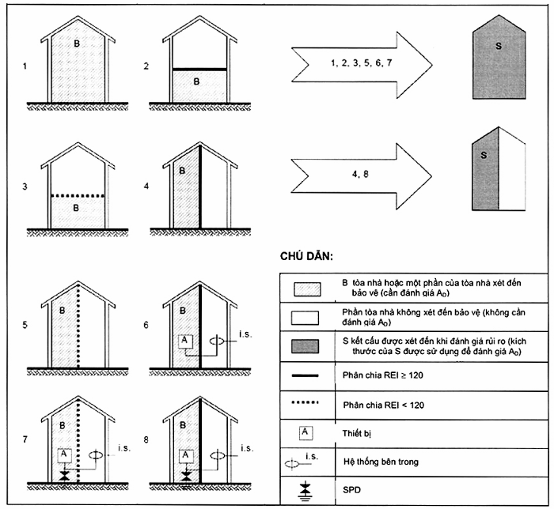 1
B
2
B
1, 2, 3, 5, 6, 7
S
3
B
4
B
4, 8
S
CHÚ DẪN:
B tòa nhà hoặc một phần của tòa nhà xét đến
bảo vệ (cần đánh giá AD)
Phần tòa nhà không xét đến bảo vệ (không cần
đánh giá AD)
S kết cấu được xét đến khi đánh giá rủi ro (kích
thước của S được sử dụng để đánh giá AD)
Phân chia REI ≥ 120
Phân chia REI < 120
Thiết bị
A
Hệ thống bên trong
i.s.
SPD
5
B
6
B
A
i.s.
7
B
A
i.s.
8
B
A
i.s.